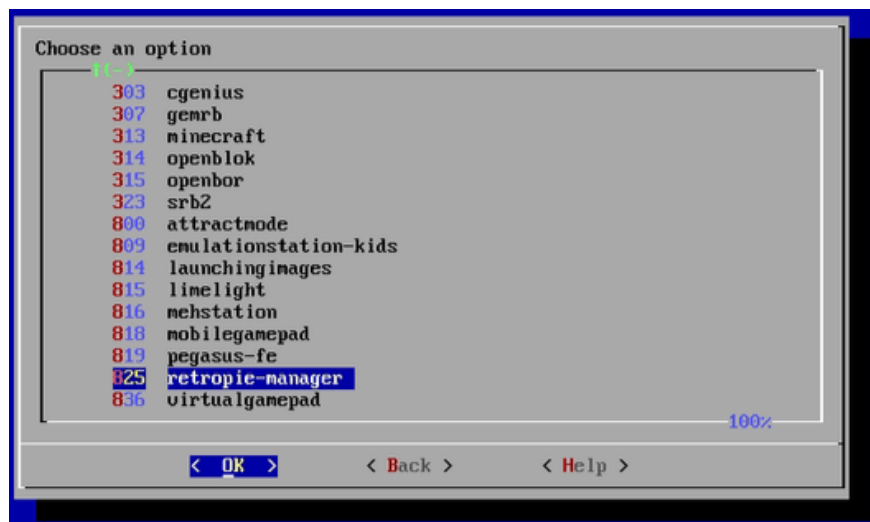 Choose an option
↑(-)
303 cgenius
307 gemrb
313 minecraft
314 openblok
315 openbor
323 srb2
800 attractmode
809 emulationstation-kids
814 launchingimages
815 limelight
816 mehstation
818 mobilegamepad
819 pegasus-fe
825 retropie-manager
836 virtualgamepad
100%
< OK > < Back > < Help >